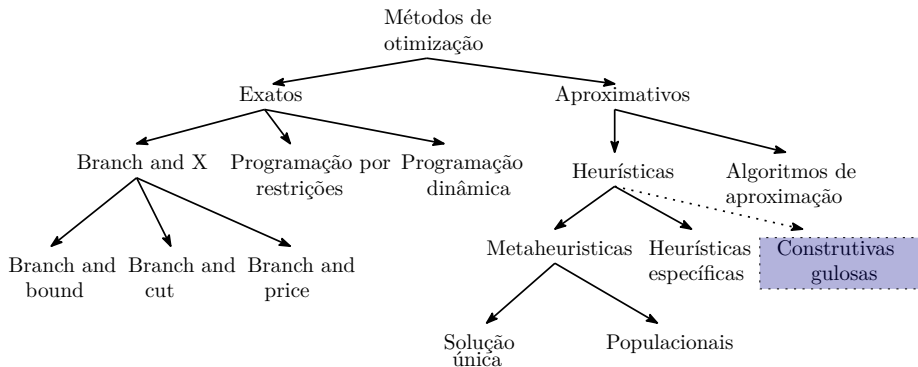 Métodos de
otimização
Exatos
Aproximativos
Branch and X
Programação por
restrições
Programação
dinâmica
Heurísticas
Algoritmos de
aproximação
Branch and
bound
Branch and
cut
Branch and
price
Metaheuristicas
Heurísticas
específicas
Construtivas
gulosas
Solução
única
Populacionais